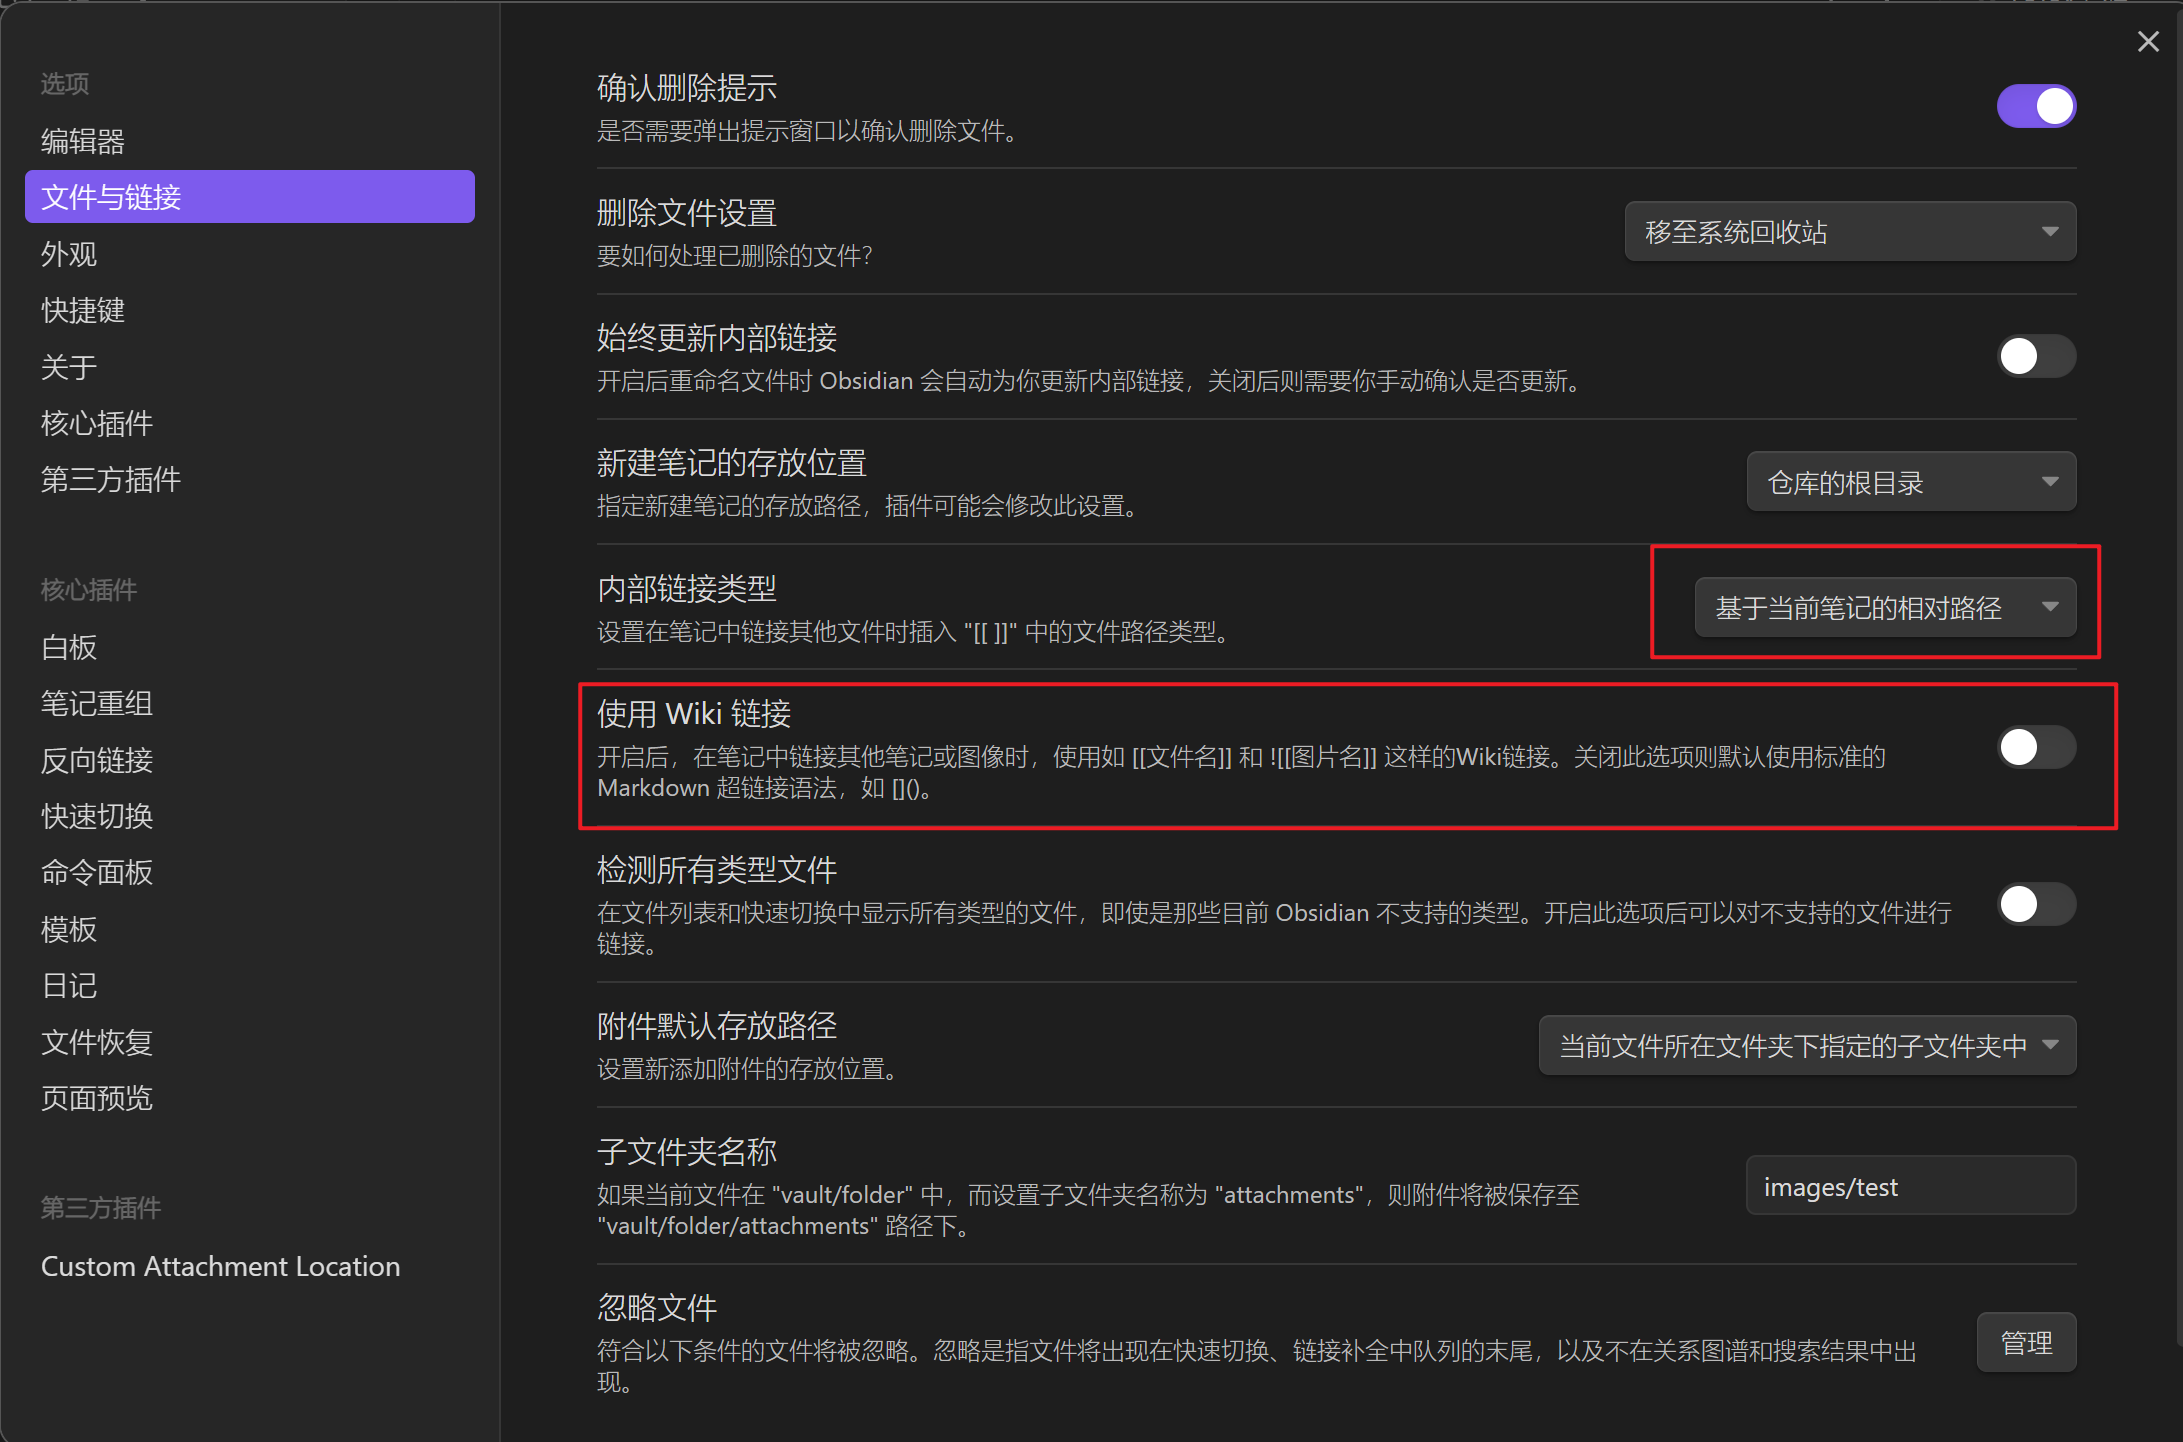 选项
编辑器
文件与链接
外观
快捷键
关于
核心插件
第三方插件
核心插件
白板
笔记重组
反向链接
快速切换
命令面板
模板
日记
文件恢复
页面预览
第三方插件
Custom Attachment Location
确认删除提示
是否需要弹出提示窗口以确认删除文件。
删除文件设置
要如何处理已删除的文件？
移至系统回收站
始终更新内部链接
开启后重命名文件时 Obsidian 会自动为你更新内部链接，关闭后则需要你手动确认是否更新。
新建笔记的存放位置
指定新建笔记的存放路径，插件可能会修改此设置。
仓库的根目录
内部链接类型
设置在笔记中链接其他文件时插入 "[[ ]]" 中的文件路径类型。
基于当前笔记的相对路径
使用 Wiki 链接
开启后，在笔记中链接其他笔记或图像时，使用如 [[文件名]] 和 ![[图片名]] 这样的Wiki链接。关闭此选项则默认使用标准的
Markdown 超链接语法，如 []()。
检测所有类型文件
在文件列表和快速切换中显示所有类型的文件，即使是那些目前 Obsidian 不支持的类型。开启此选项后可以对不支持的文件进行
链接。
附件默认存放路径
设置新添加附件的存放位置。
当前文件所在文件夹下指定的子文件夹中
子文件夹名称
如果当前文件在 "vault/folder" 中，而设置子文件夹名称为 "attachments"，则附件将被保存至
"vault/folder/attachments" 路径下。
images/test
忽略文件
符合以下条件的文件将被忽略。忽略是指文件将出现在快速切换、链接补全中队列的末尾，以及不在关系图谱和搜索结果中出
现。
管理